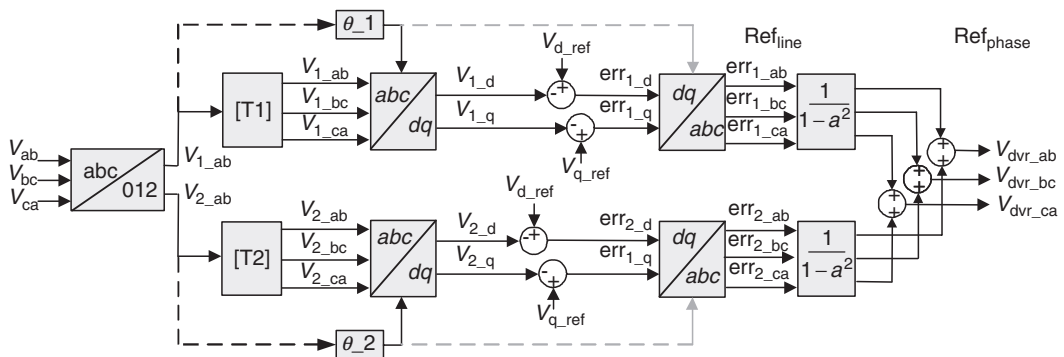 θ_1
Ref_line
Ref_phase
V_d_ref
V_1_ab
V_1_bc
V_1_ca
[T1]
abc
dq
V_1_d
V_1_q
V_q_ref
err_1_d
err_1_q
dq
abc
err_1_ab
err_1_bc
err_1_ca
1
1–a²
V_ab
V_bc
V_ca
abc
012
V_1_ab
V_2_ab
V_dvr_ab
V_dvr_bc
V_dvr_ca
V_d_ref
V_2_ab
V_2_bc
V_2_ca
[T2]
abc
dq
V_2_d
V_2_q
V_q_ref
err_2_d
err_1_q
dq
abc
err_2_ab
err_2_bc
err_2_ca
1
1–a²
θ_2